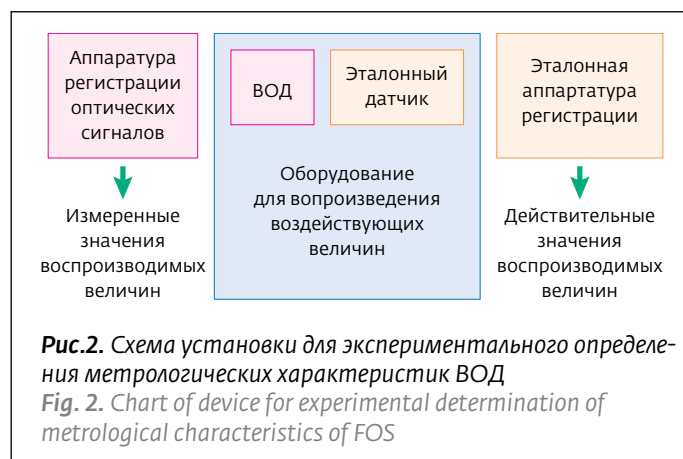 Аппаратура
регистрации
оптических
сигналов
Измеренные
значения
воспроизводимых
величин
ВОД
Эталонный
датчик
Оборудование
для вопроизведения
воздействующих
величин
Эталонная
аппартатура
регистрации
Действительные
значения
воспроизводимых
величин
Рис.2. Схема установки для экспериментального определе-
ния метрологических характеристик ВОД
Fig. 2. Chart of device for experimental determination of
metrological characteristics of FOS